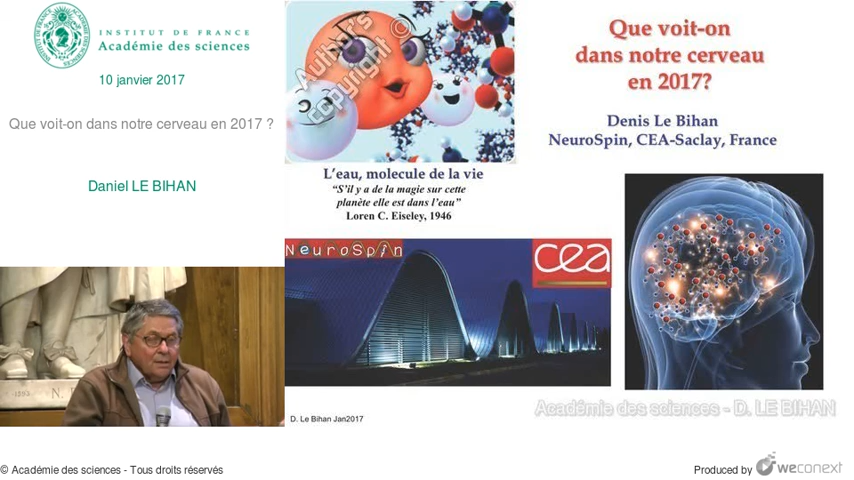 INSTITUT DE FRANCE
Académie des sciences
10 janvier 2017
Que voit-on dans notre cerveau en 2017 ?
Daniel LE BIHAN
Author's
copyright ©
L'eau, molecule de la vie
“S'il y a de la magie sur cette
planète elle est dans l'eau”
Loren C. Eiseley, 1946
Que voit-on
dans notre cerveau
en 2017?
Denis Le Bihan
NeuroSpin, CEA-Saclay, France
NeuroSpin
cea
D. Le Bihan Jan2017
Académie des sciences - D. LE BIHAN
© Académie des sciences - Tous droits réservés
Produced by weconext